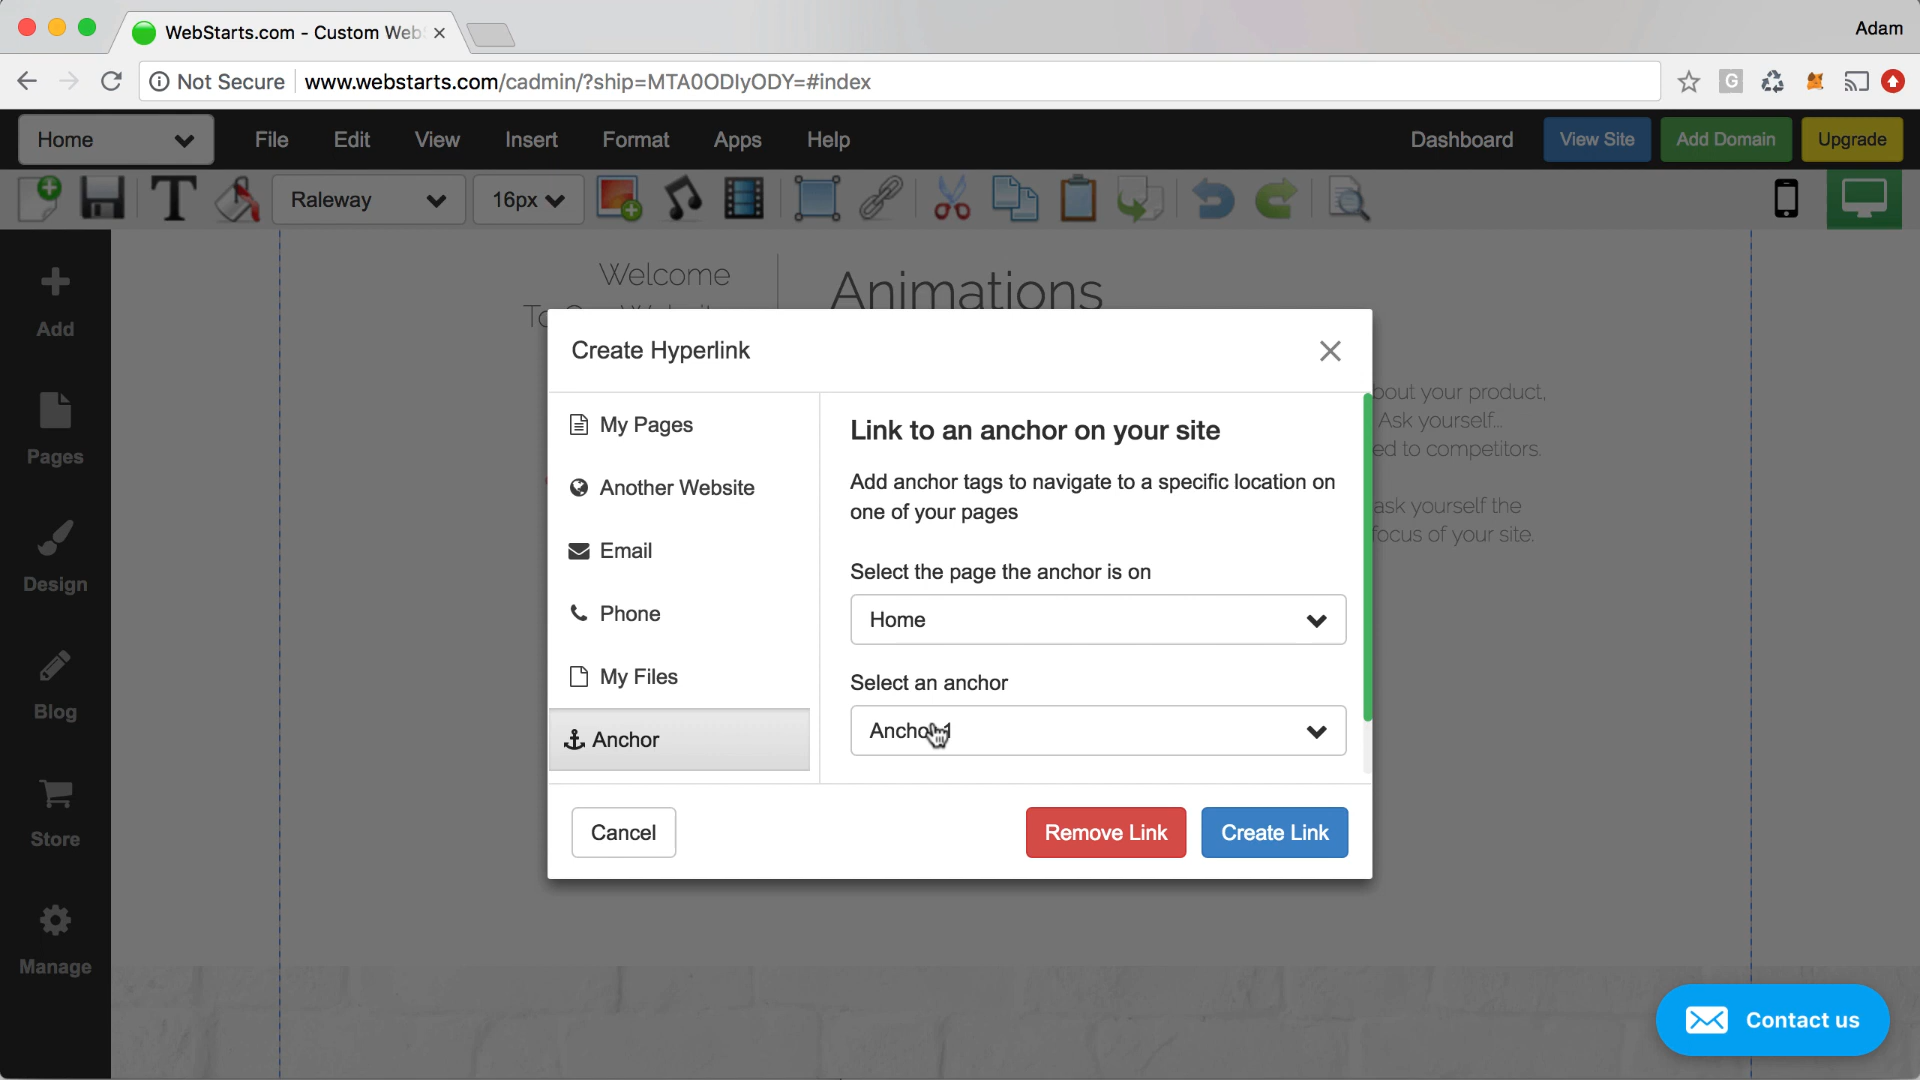 WebStarts.com - Custom Web
Adam
Not Secure
www.webstarts.com/cadmin/?ship=MTA0ODIyODY=#index
G
Home
File
Edit
View
Insert
Format
Apps
Help
Dashboard
View Site
Add Domain
Upgrade
T
Raleway
16px
Add
Pages
Design
Blog
Store
Manage
Welcome
Animations
bout your product,
Ask yourself...
ed to competitors.
ask yourself the
focus of your site.
Create Hyperlink
My Pages
Another Website
Email
Phone
My Files
Anchor
Link to an anchor on your site
Add anchor tags to navigate to a specific location on
one of your pages
Select the page the anchor is on
Home
Select an anchor
Cancel
Remove Link
Create Link
Contact us